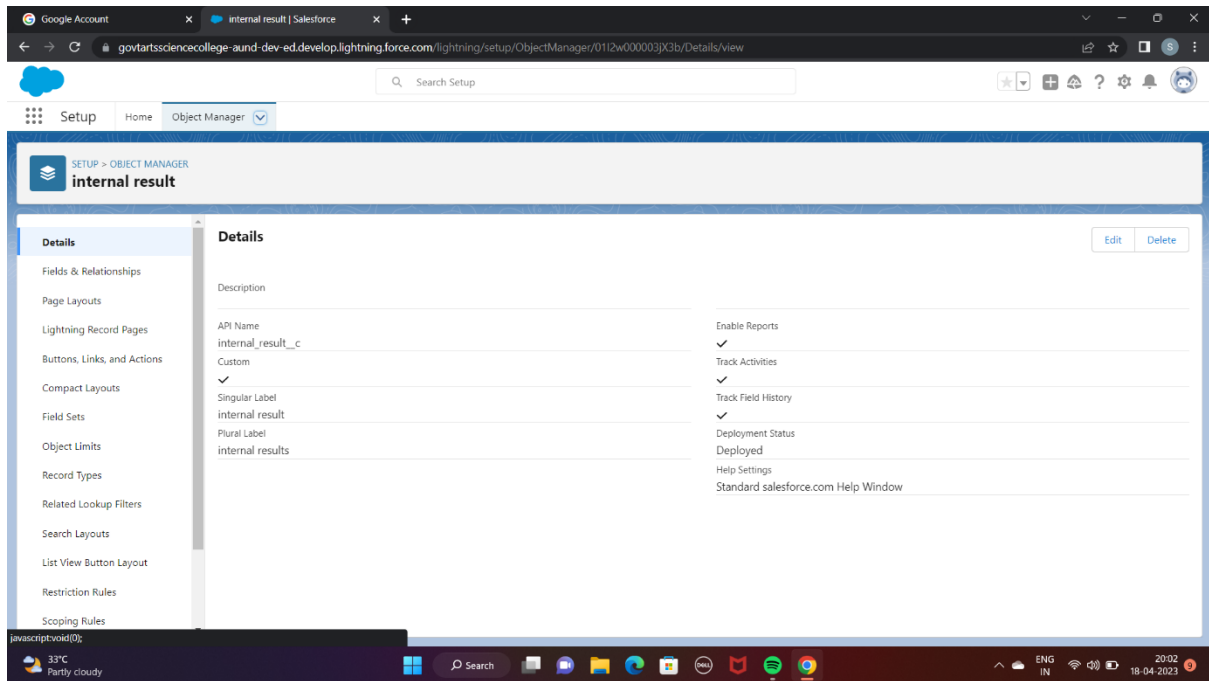 Google Account
internal result | Salesforce
govtartssciencecollege-aund-dev-ed.develop.lightning.force.com/lightning/setup/ObjectManager/01I2w000003jX3b/Details/view
S
Search Setup
Setup
Home
Object Manager
SETUP > OBJECT MANAGER
internal result
Details
Fields & Relationships
Page Layouts
Lightning Record Pages
Buttons, Links, and Actions
Compact Layouts
Field Sets
Object Limits
Record Types
Related Lookup Filters
Search Layouts
List View Button Layout
Restriction Rules
Scoping Rules
Details
Edit
Delete
Description
API Name
internal_result__c
Custom
Singular Label
internal result
Plural Label
internal results
Enable Reports
Track Activities
Track Field History
Deployment Status
Deployed
Help Settings
Standard salesforce.com Help Window
javascript:void(0);
33°C
Partly cloudy
Search
DELL
ENG
IN
20:02
18-04-2023
9